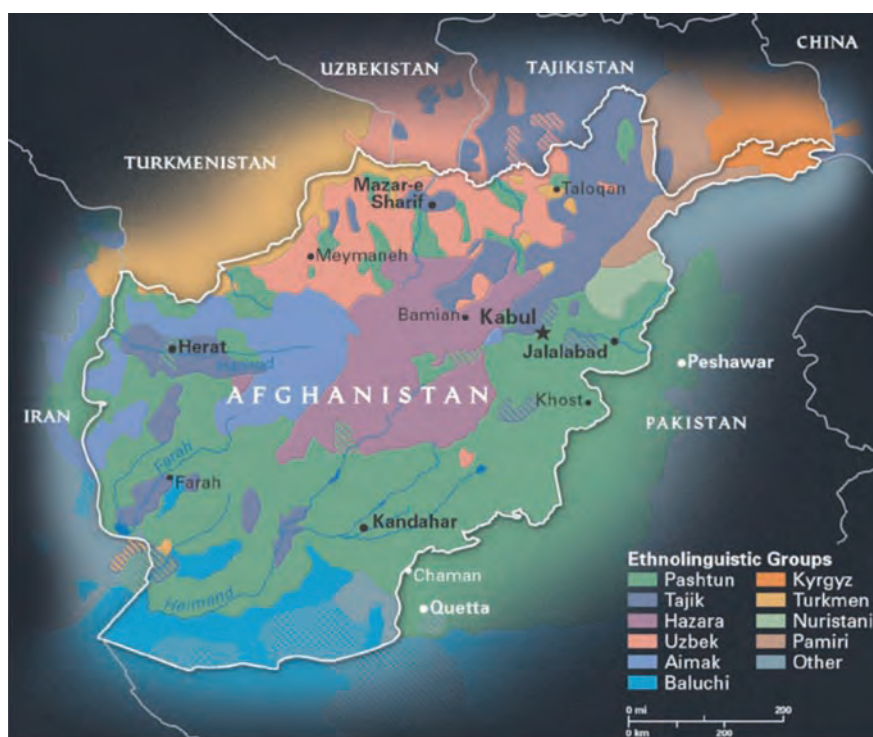 CHINA
UZBEKISTAN
TAJIKISTAN
TURKMENISTAN
Mazar-e
Sharif
Taloqan
Meymaneh
Bamian
Kabul
Herat
Harirud
Jalalabad
Peshawar
AFGHANISTAN
Khost
IRAN
PAKISTAN
Farah
Farah
Kandahar
Chaman
Helmand
Quetta
Ethnolinguistic Groups
Pashtun
Tajik
Hazara
Uzbek
Aimak
Baluchi
Kyrgyz
Turkmen
Nuristani
Pamiri
Other
0 mi 200
0 km 200